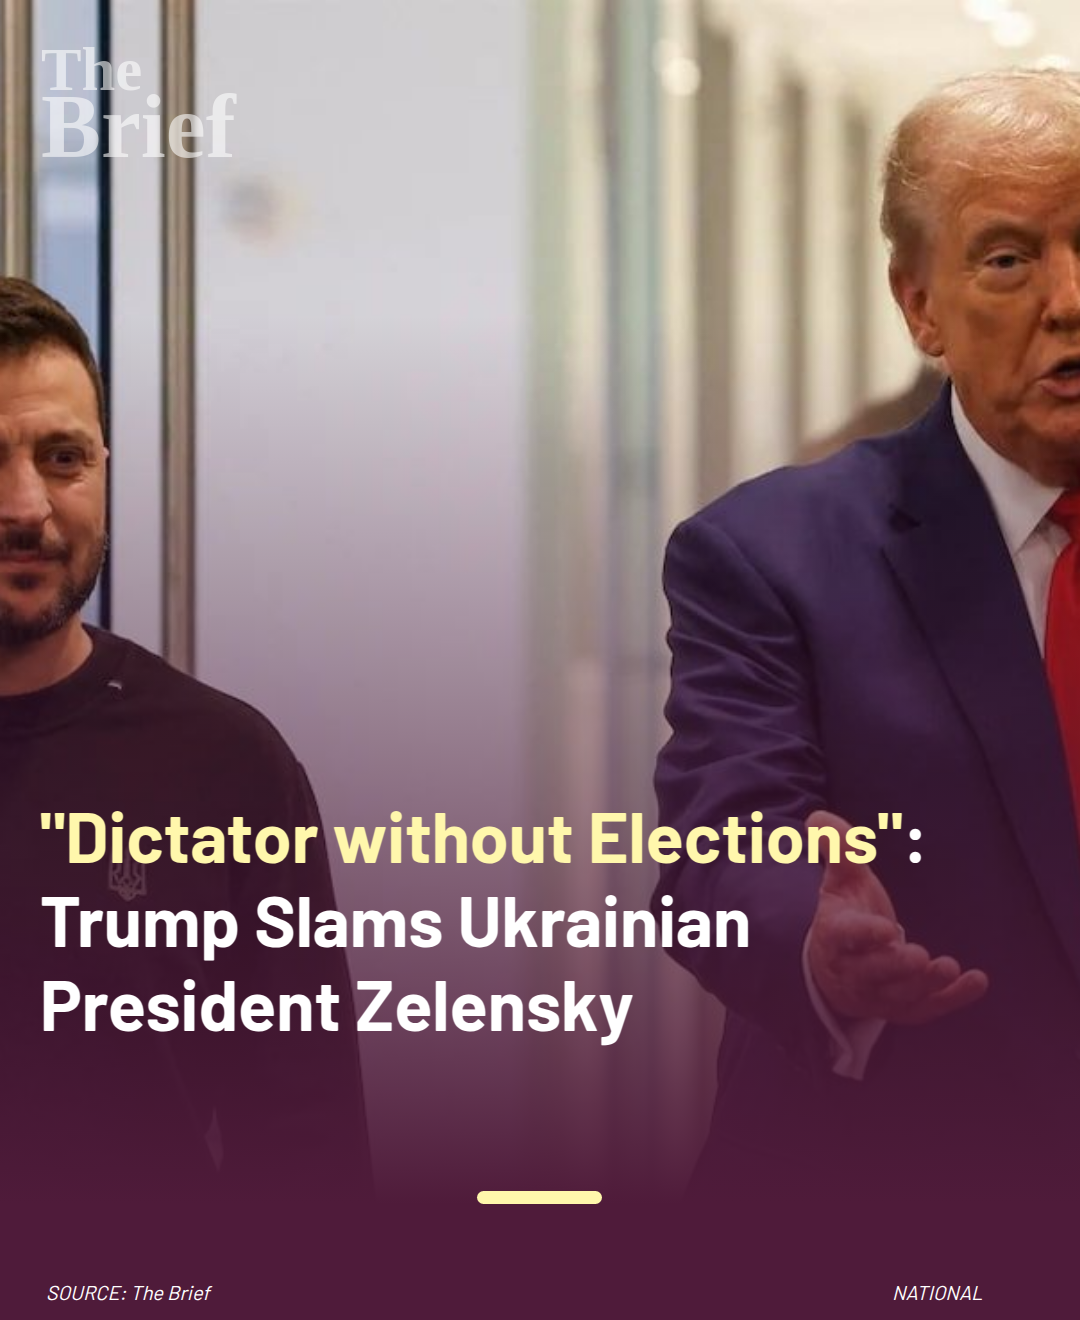 The
Brief
"Dictator without Elections":
Trump Slams Ukrainian
President Zelensky
SOURCE: The Brief
NATIONAL